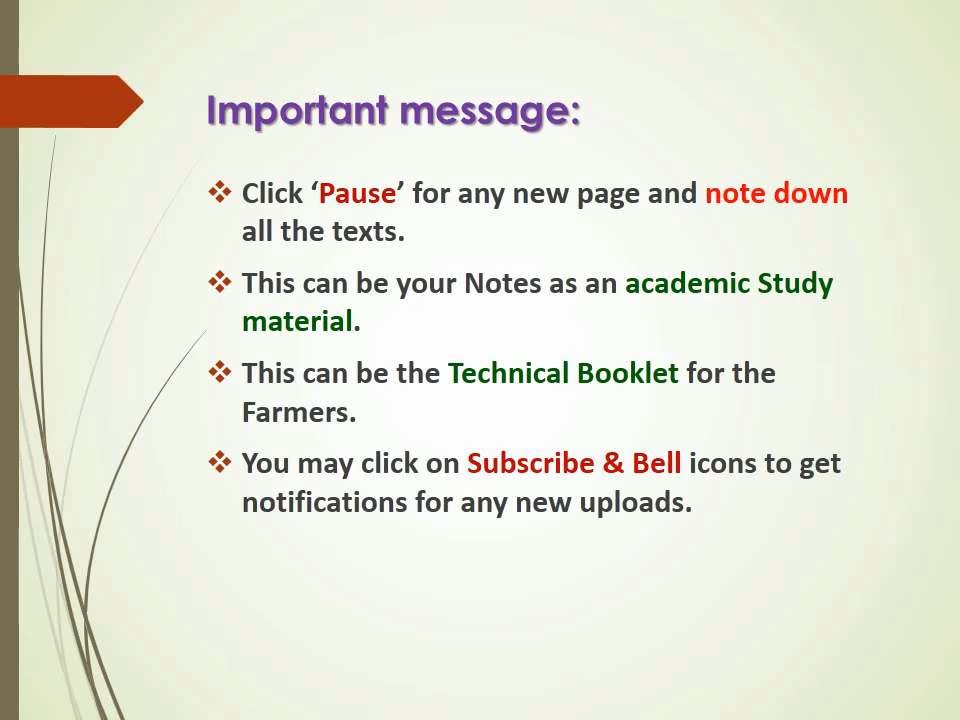 Important message:
❖ Click ‘Pause’ for any new page and note down
all the texts.
❖ This can be your Notes as an academic Study
material.
❖ This can be the Technical Booklet for the
Farmers.
❖ You may click on Subscribe & Bell icons to get
notifications for any new uploads.